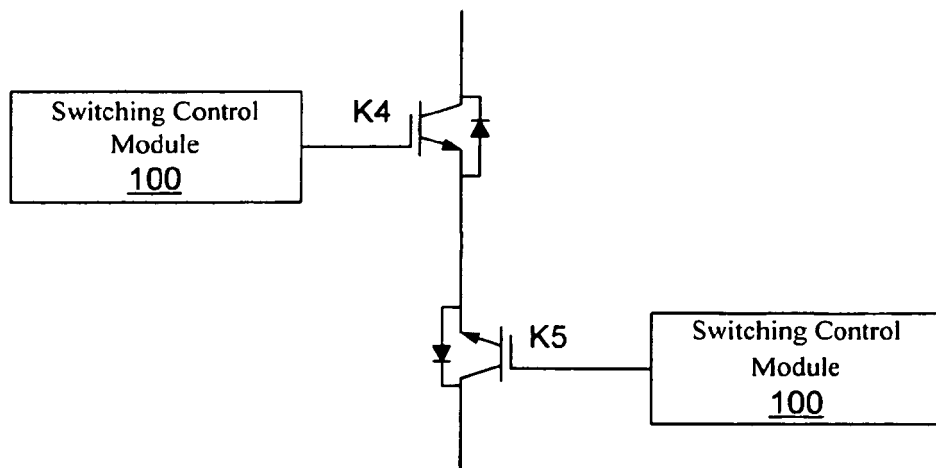 Switching Control
Module
100
K4
K5
Switching Control
Module
100